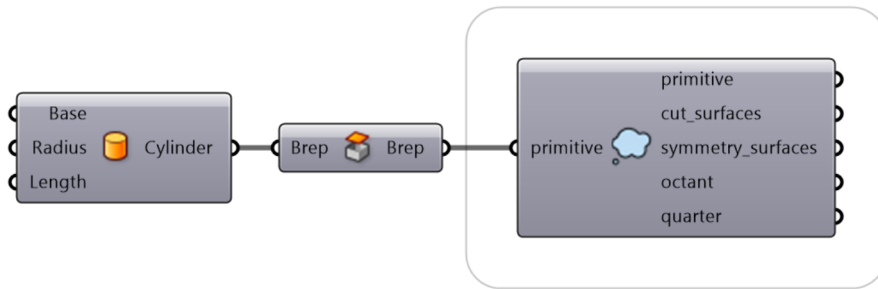 Base
Radius
Length
Cylinder
Brep
Brep
primitive
primitive
cut_surfaces
symmetry_surfaces
octant
quarter